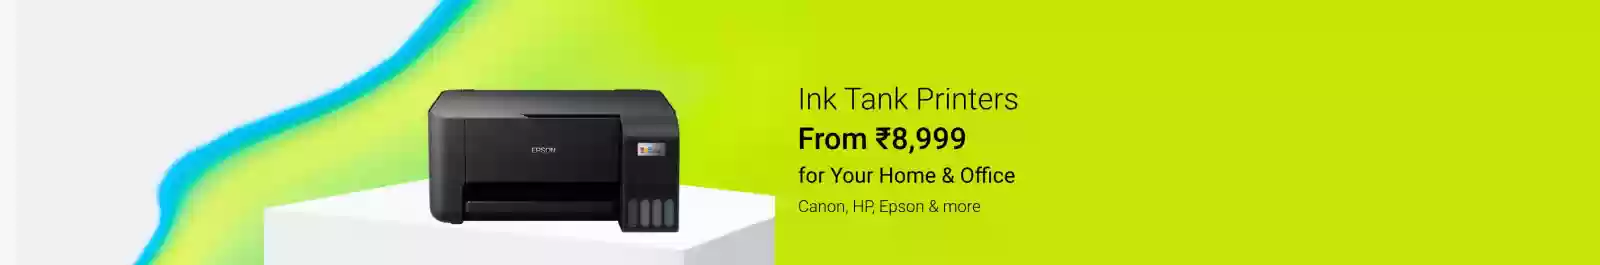 EPSON
Ink Tank Printers
From ₹8,999
for Your Home & Office
Canon, HP, Epson & more